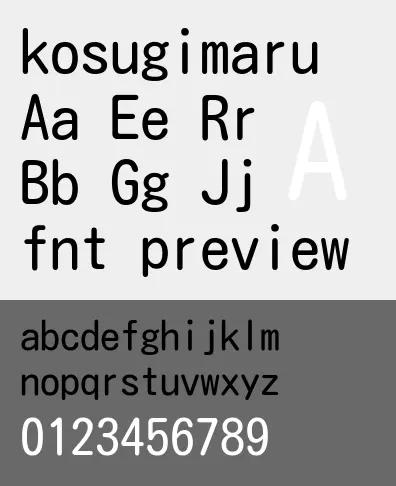 kosugimaru
Aa Ee Rr
A
Bb Gg Jj
fnt preview
abcdefghijklm
nopqrstuvwxyz
0123456789